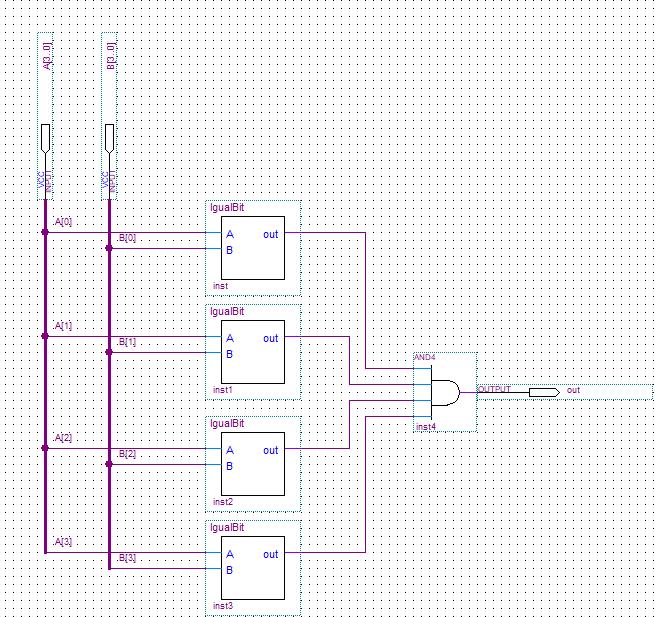 A[3..0]
B[3..0]
VCC
INPUT
VCC
INPUT
IgualBit
A[0]
A
out
B[0]
B
inst
IgualBit
A[1]
A
out
B[1]
B
inst1
AND4
OUTPUT
out
inst4
IgualBit
A[2]
A
out
B[2]
B
inst2
IgualBit
A[3]
A
out
B[3]
B
inst3